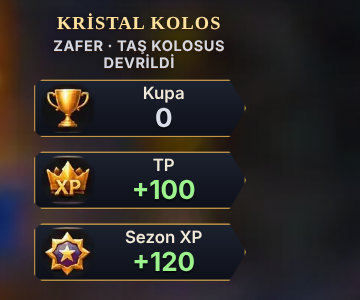 KRİSTAL KOLOS
ZAFER · TAŞ KOLOSUS
DEVRİLDİ
Kupa
0
XP
TP
+100
Sezon XP
+120